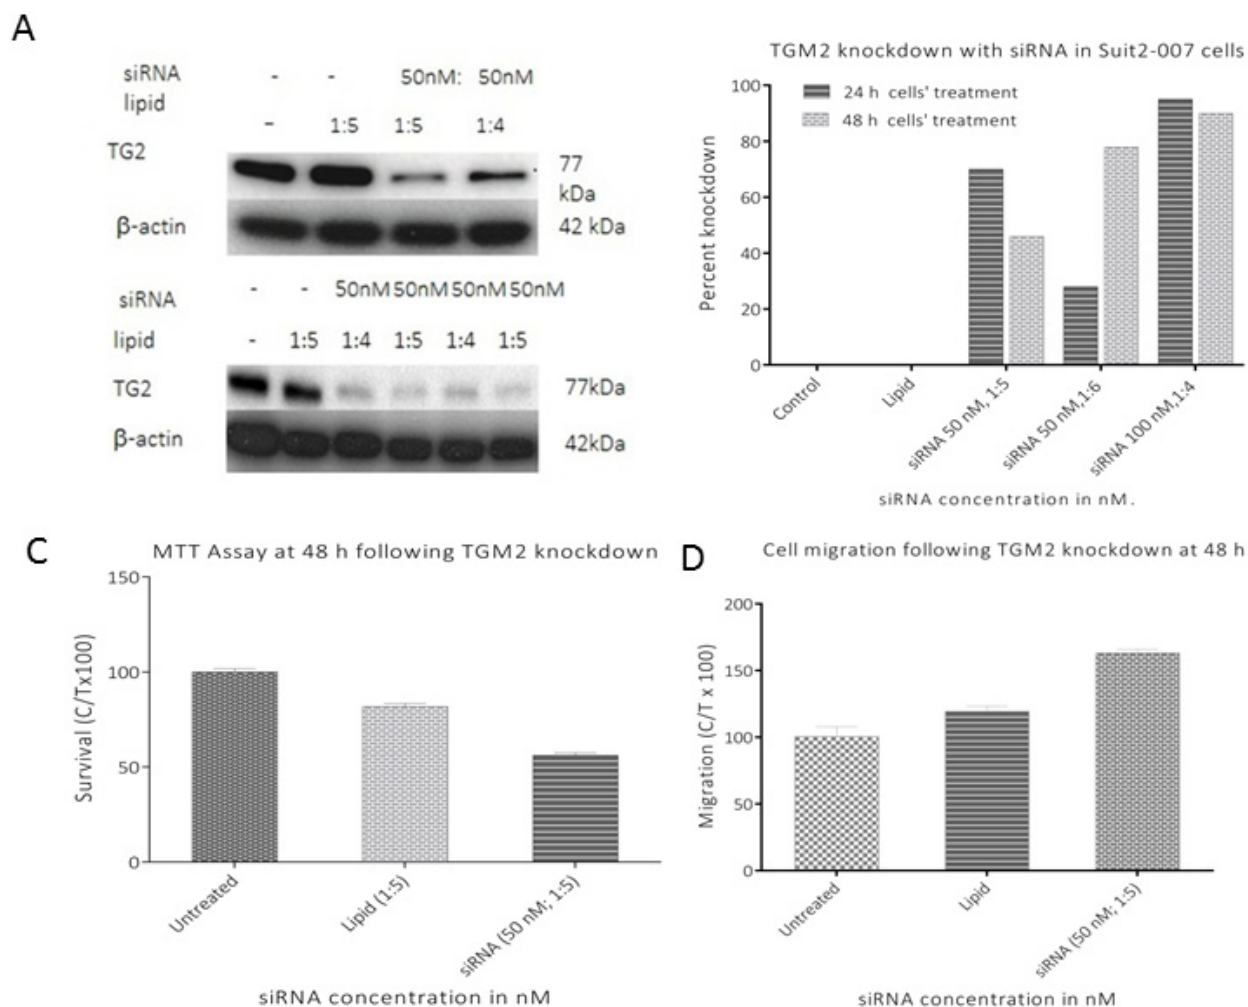 A
siRNA - - 50nM: 50nM
lipid
- 1:5 1:5 1:4
TG2
77
kDa
β-actin 42 kDa
siRNA - - 50nM 50nM 50nM 50nM
lipid - 1:5 1:4 1:5 1:4 1:5
TG2 77kDa
β-actin 42kDa
TGM2 knockdown with siRNA in Suit2-007 cells
24 h cells' treatment
48 h cells' treatment
Percent knockdown
100
80
60
40
20
0
Control
Lipid
siRNA 50 nM, 1:5
siRNA 50 nM,1:6
siRNA 100 nM,1:4
siRNA concentration in nM.
C
MTT Assay at 48 h following TGM2 knockdown
Survival (C/Tx100)
150
100
50
0
Untreated
Lipid (1:5)
siRNA (50 nM; 1:5)
siRNA concentration in nM
D
Cell migration following TGM2 knockdown at 48 h
Migration (C/T x 100)
200
150
100
50
0
Untreated
Lipid
siRNA (50 nM; 1:5)
siRNA concentration in nM